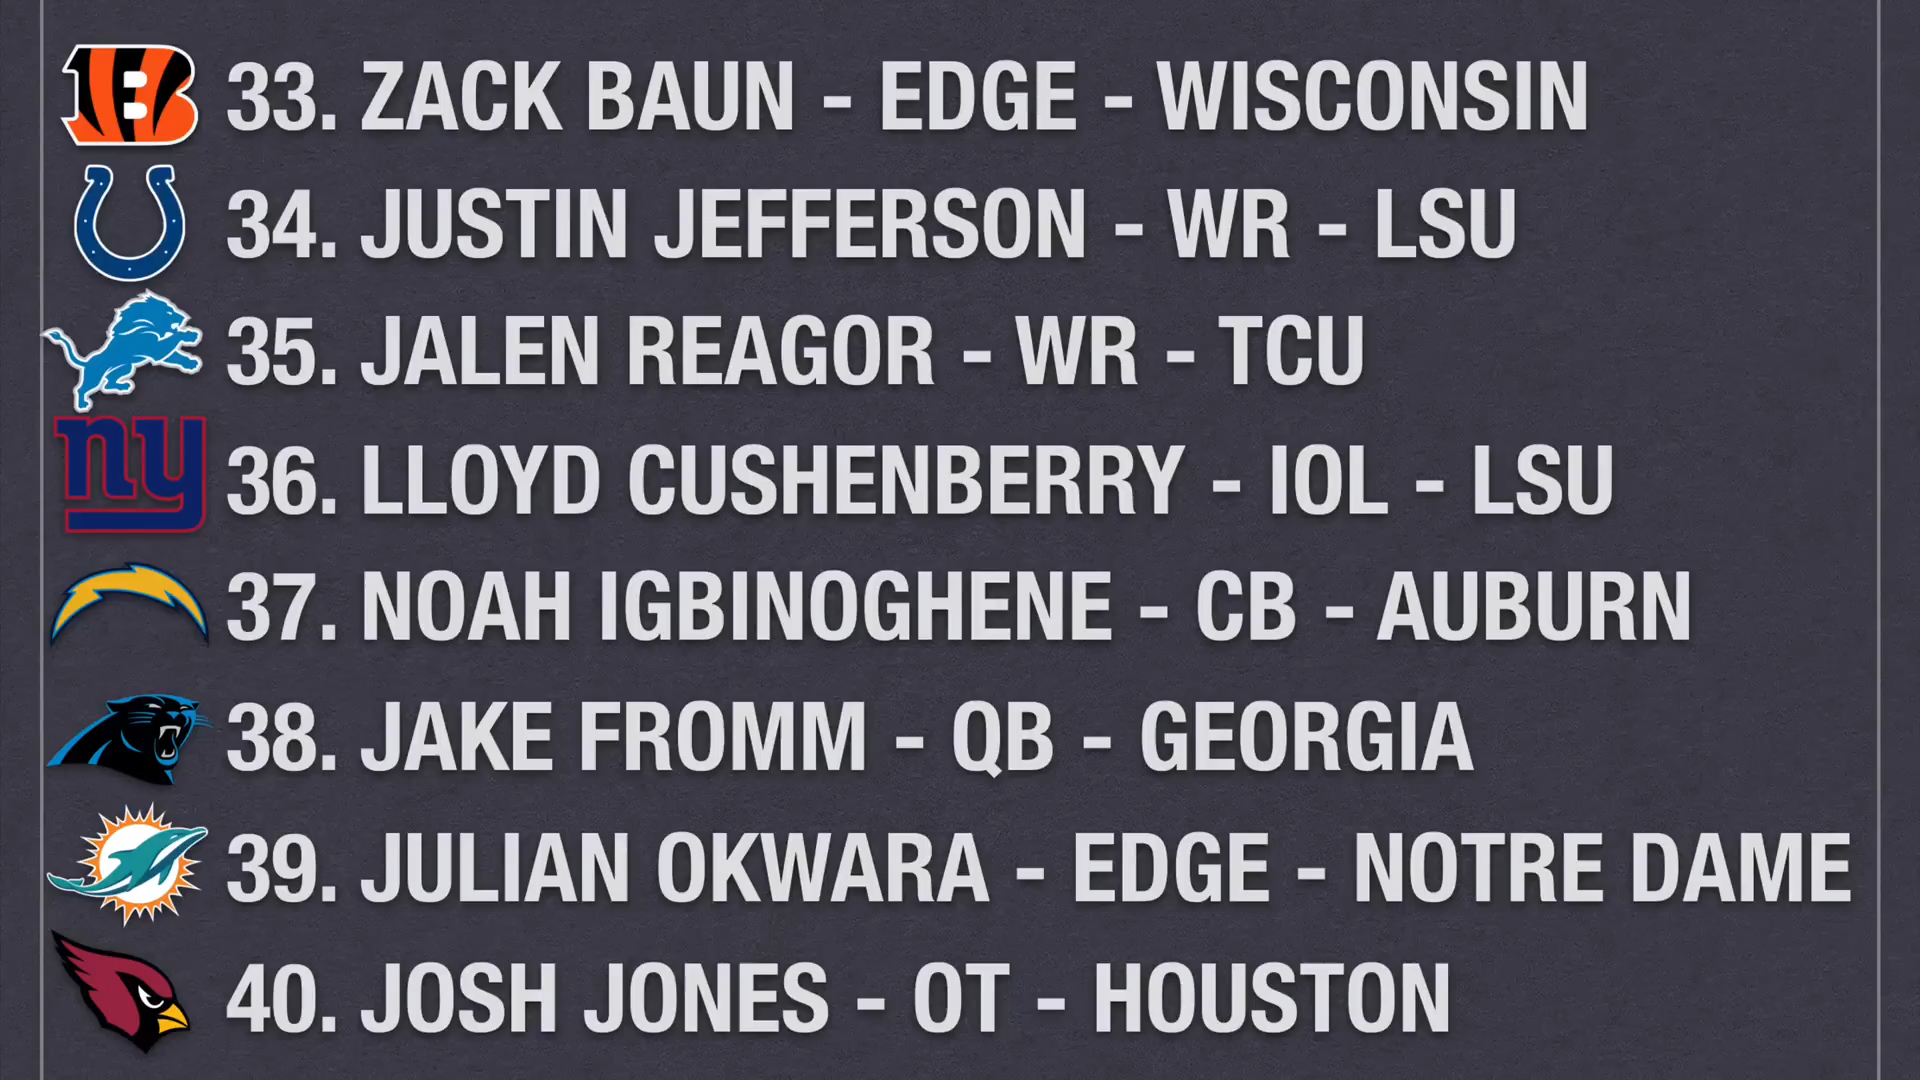 33. ZACK BAUN - EDGE - WISCONSIN
34. JUSTIN JEFFERSON - WR - LSU
35. JALEN REAGOR - WR - TCU
ny 36. LLOYD CUSHENBERRY - IOL - LSU
37. NOAH IGBINOGHENE - CB - AUBURN
38. JAKE FROMM - QB - GEORGIA
39. JULIAN OKWARA - EDGE - NOTRE DAME
40. JOSH JONES - OT - HOUSTON